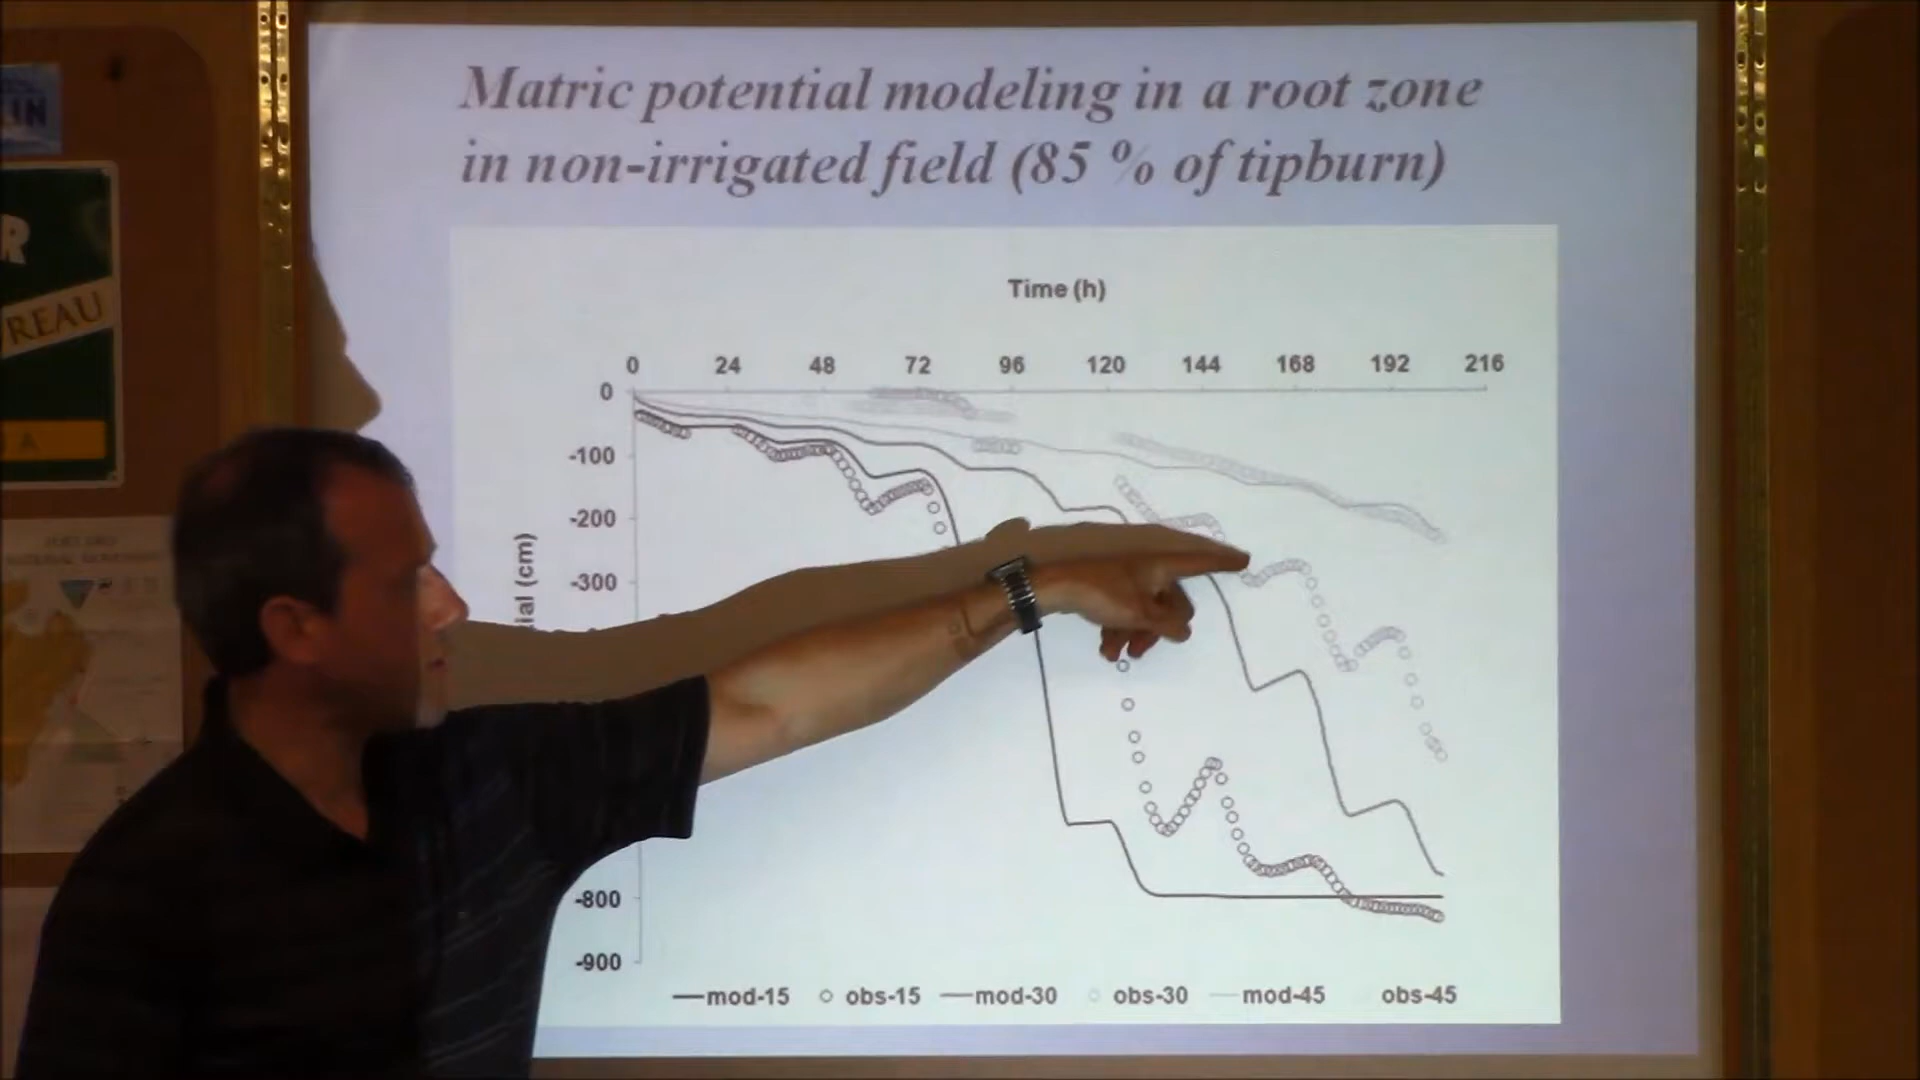 Matric potential modeling in a root zone
in non-irrigated field (85 % of tipburn)
Time (h)
0 24 48 72 96 120 144 168 192 216
0
-100
-200
-300
-800
-900
ial (cm)
mod-15 obs-15 mod-30 obs-30 mod-45 obs-45
IN
R
REAU
A